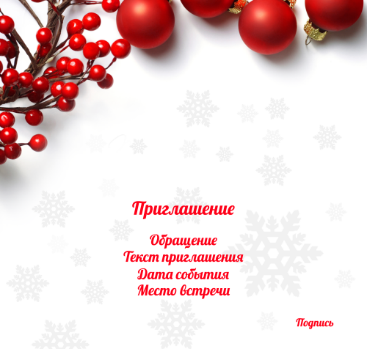 Приглашение
Обращение
Текст приглашения
Дата события
Место встречи
Подпись